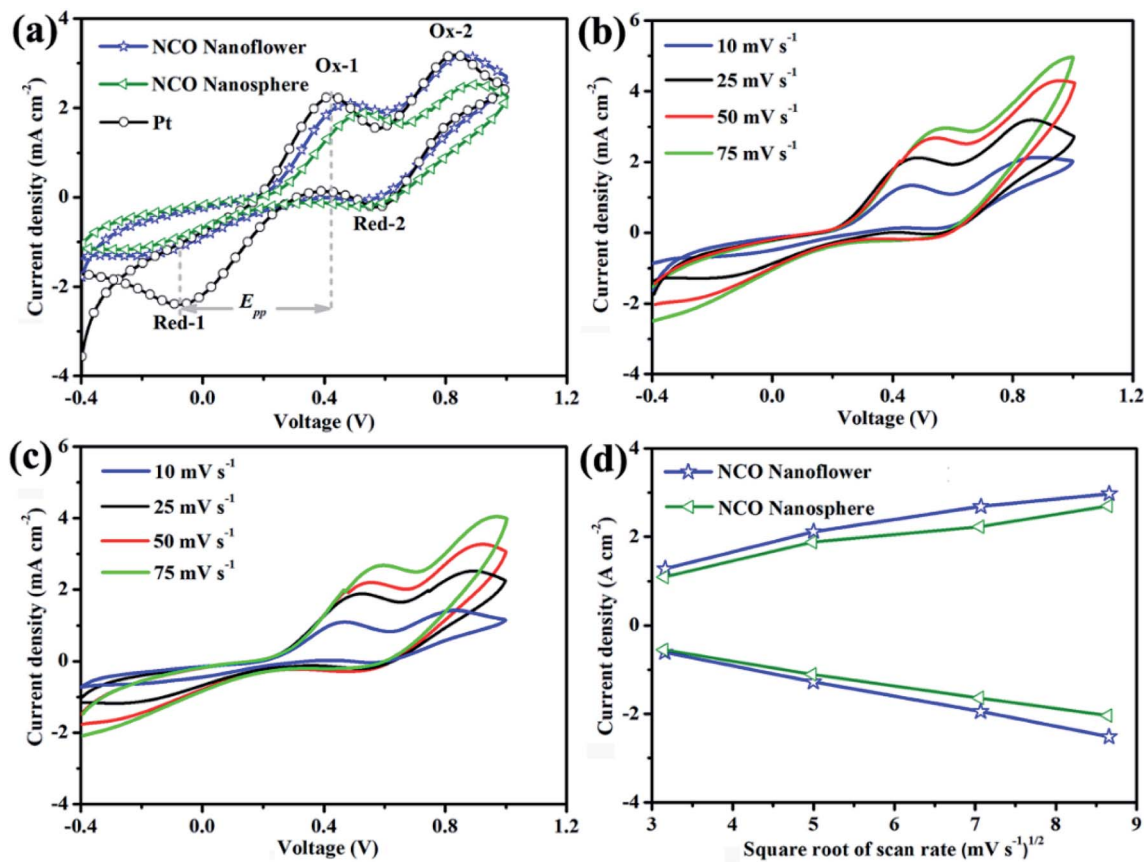 (a)
NCO Nanoflower
NCO Nanosphere
Pt
Ox-1
Ox-2
Red-1
Red-2
Epp
Current density (mA cm-2)
4
2
0
-2
-4
-0.4 0.0 0.4 0.8 1.2
Voltage (V)
(b)
10 mV s-1
25 mV s-1
50 mV s-1
75 mV s-1
Current density (mA cm-2)
6
4
2
0
-2
-4
-0.4 0.0 0.4 0.8 1.2
Voltage (V)
(c)
10 mV s-1
25 mV s-1
50 mV s-1
75 mV s-1
Current density (mA cm-2)
6
4
2
0
-2
-4
-0.4 0.0 0.4 0.8 1.2
Voltage (V)
(d)
NCO Nanoflower
NCO Nanosphere
Current density (A cm-2)
4
2
0
-2
-4
3 4 5 6 7 8 9
Square root of scan rate (mV s-1)1/2